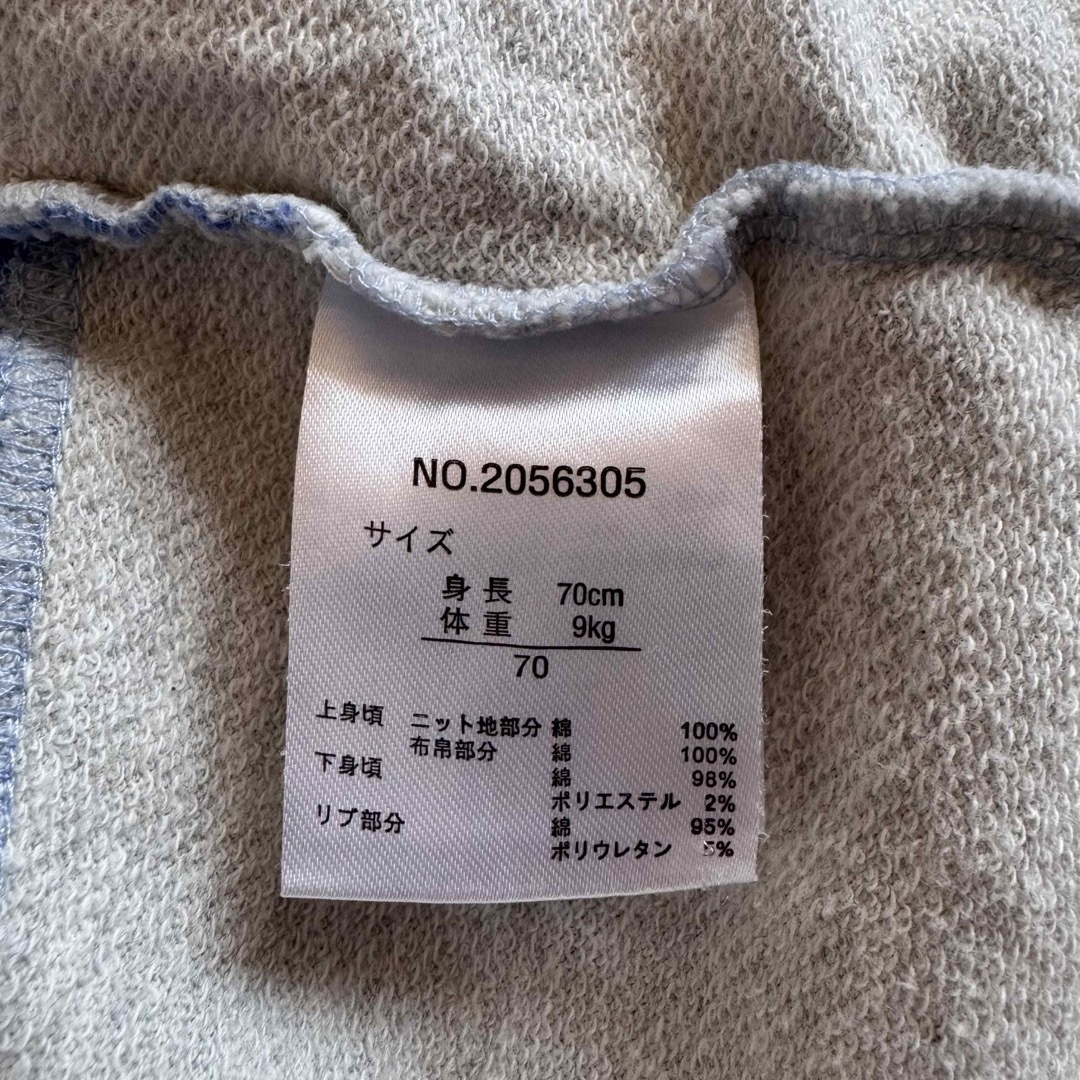 NO.2056305
サイズ
身長 70cm
体重 9kg
70
上身頃 ニット地部分 綿 100%
布帛部分 綿 100%
下身頃 綿 98%
ポリエステル 2%
リブ部分 綿 95%
ポリウレタン 5%